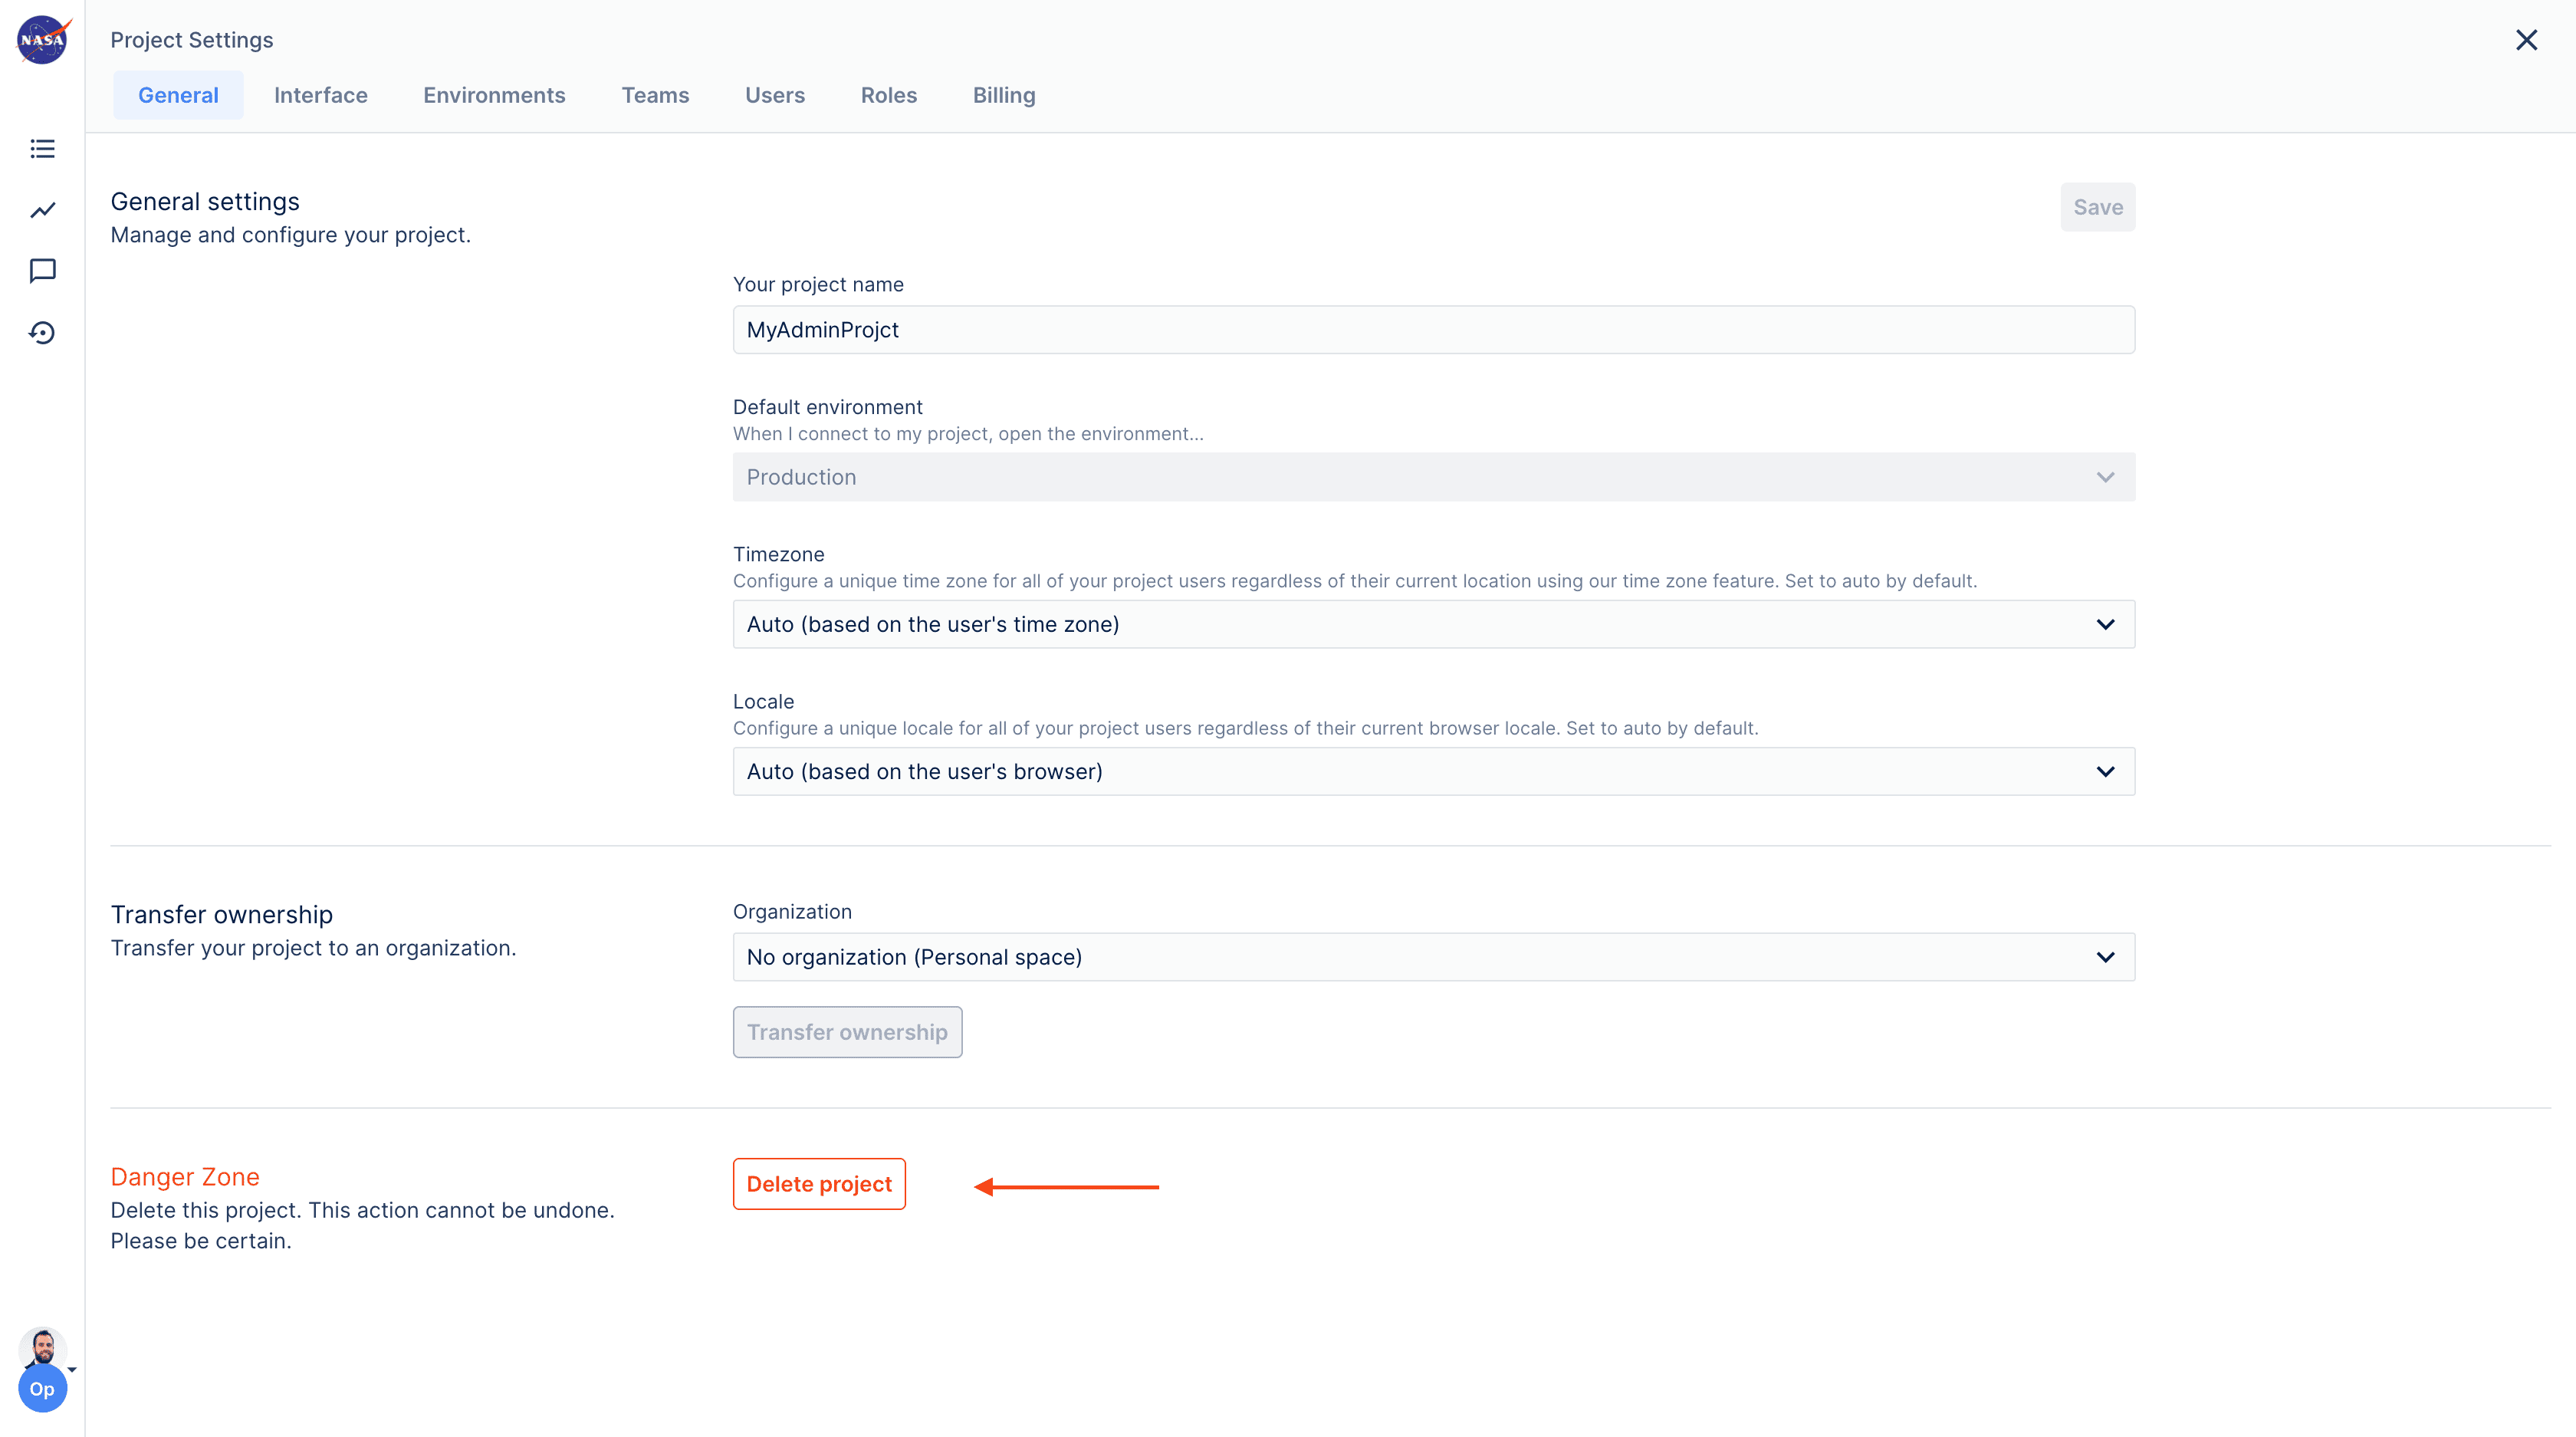 NASA
Project Settings
General Interface Environments Teams Users Roles Billing
General settings
Manage and configure your project.
Save
Your project name
MyAdminProjct
Default environment
When I connect to my project, open the environment...
Production
Timezone
Configure a unique time zone for all of your project users regardless of their current location using our time zone feature. Set to auto by default.
Auto (based on the user's time zone)
Locale
Configure a unique locale for all of your project users regardless of their current browser locale. Set to auto by default.
Auto (based on the user's browser)
Transfer ownership
Transfer your project to an organization.
Organization
No organization (Personal space)
Transfer ownership
Danger Zone
Delete this project. This action cannot be undone.
Please be certain.
Delete project
Op